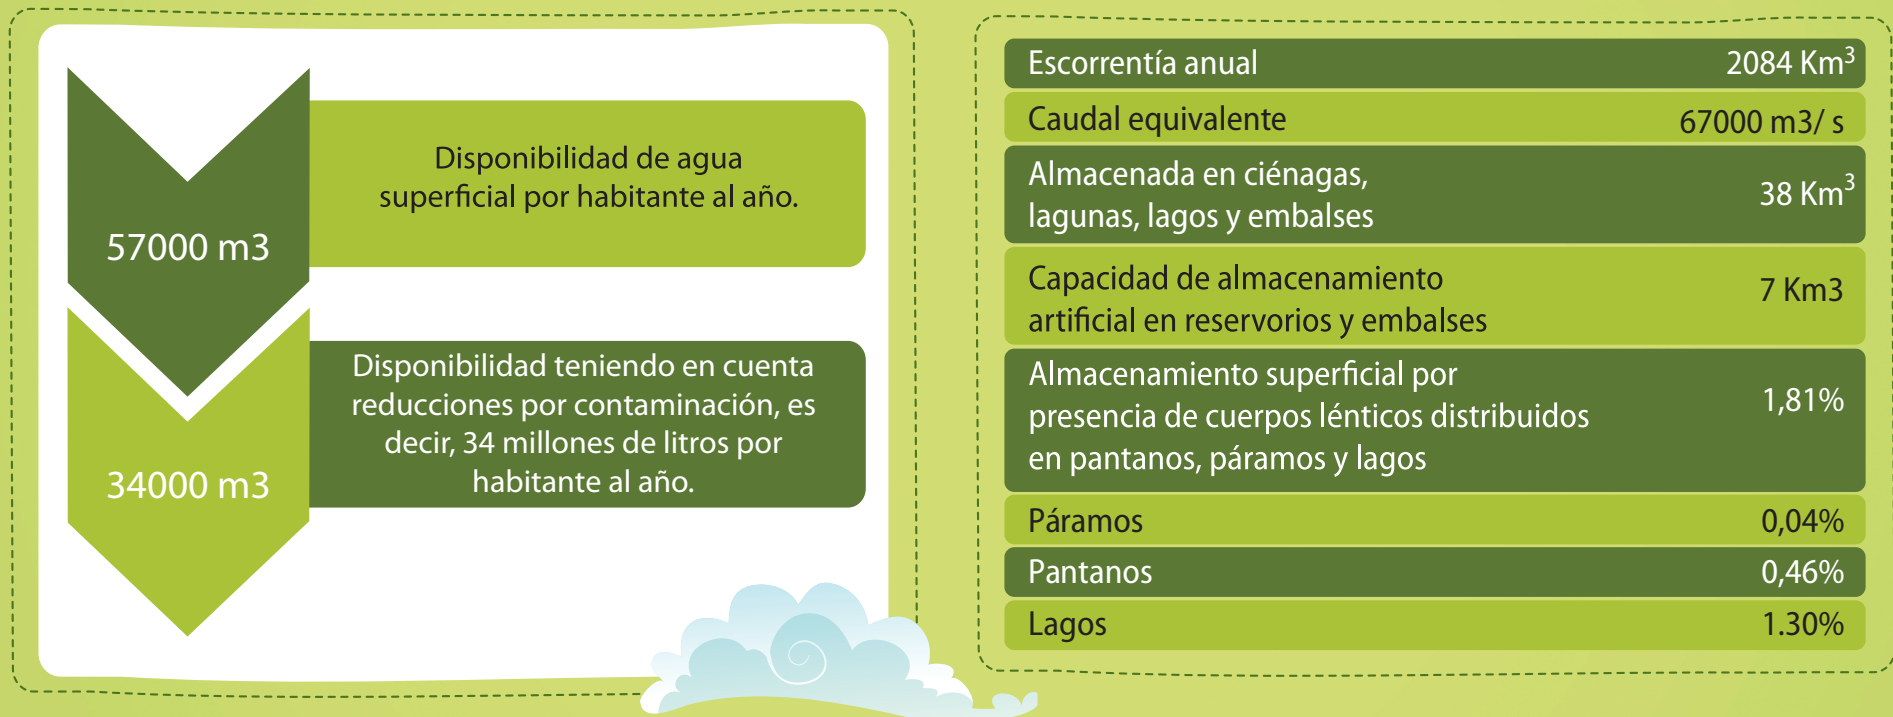 57000 m3
Disponibilidad de agua
superficial por habitante al año.
34000 m3
Disponibilidad teniendo en cuenta
reducciones por contaminación, es
decir, 34 millones de litros por
habitante al año.
Escorrentía anual 2084 Km³
Caudal equivalente 67000 m3/ s
Almacenada en ciénagas,
lagunas, lagos y embalses 38 Km³
Capacidad de almacenamiento
artificial en reservorios y embalses 7 Km3
Almacenamiento superficial por
presencia de cuerpos lénticos distribuidos 1,81%
en pantanos, páramos y lagos
Páramos 0,04%
Pantanos 0,46%
Lagos 1.30%